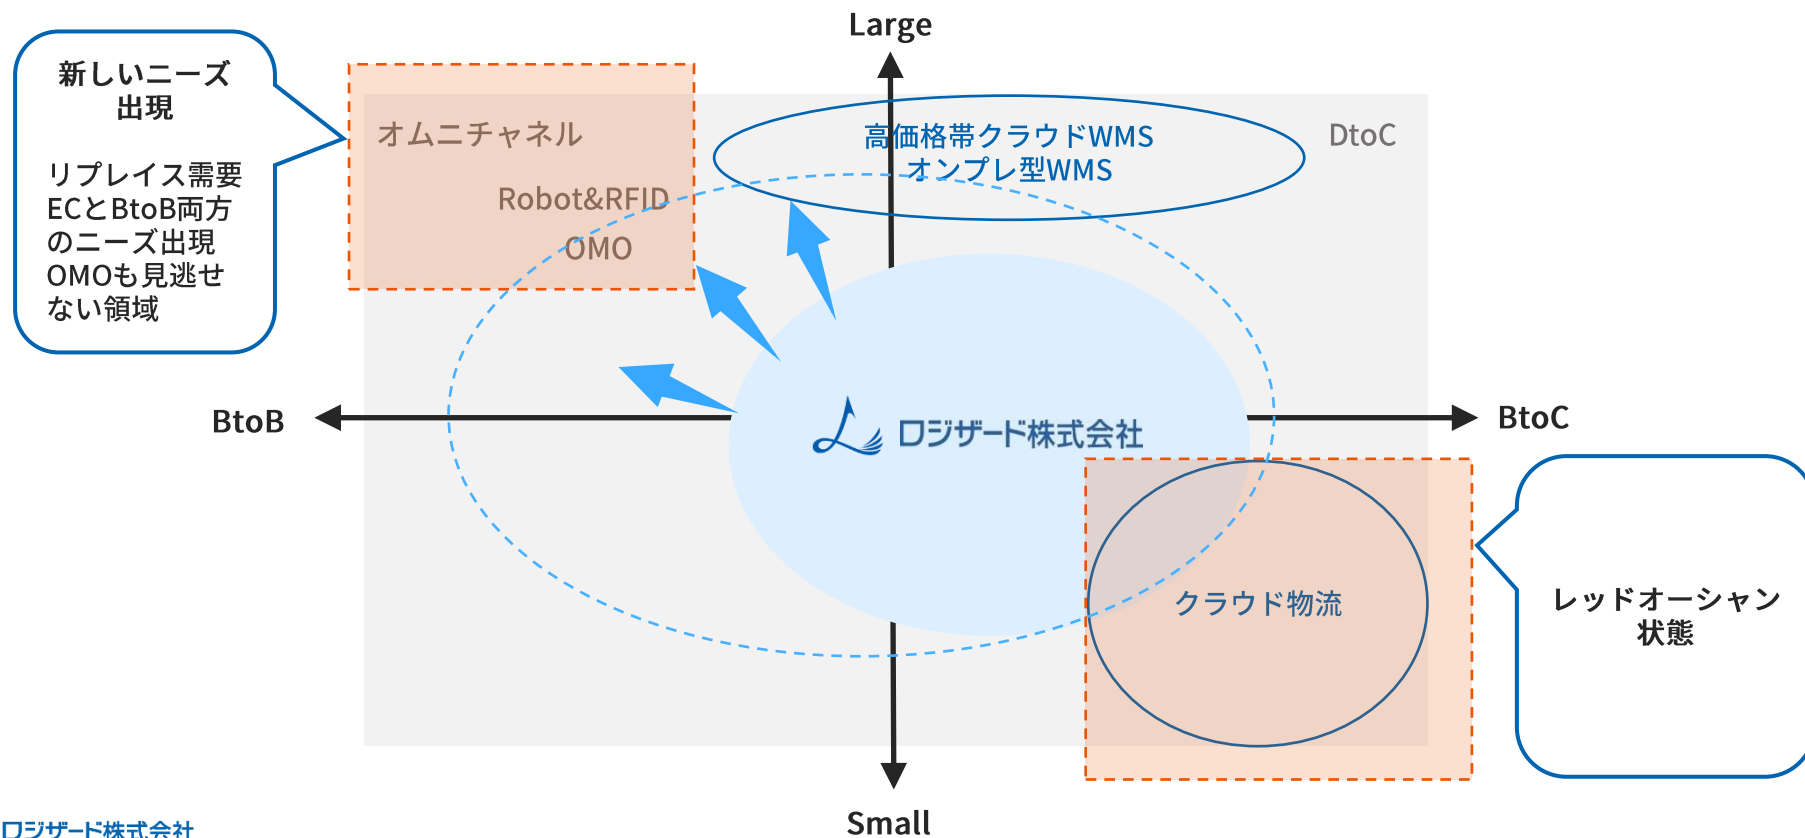 Large
新しいニーズ
出現
リプレイス需要
ECとBtoB両方
のニーズ出現
OMOも見逃せ
ない領域
オムニチャネル
Robot&RFID
OMO
高価格帯クラウドWMS
オンプレ型WMS
DtoC
BtoB
ロジザード株式会社
BtoC
クラウド物流
レッドオーシャン
状態
Small
ロジザード株式会社